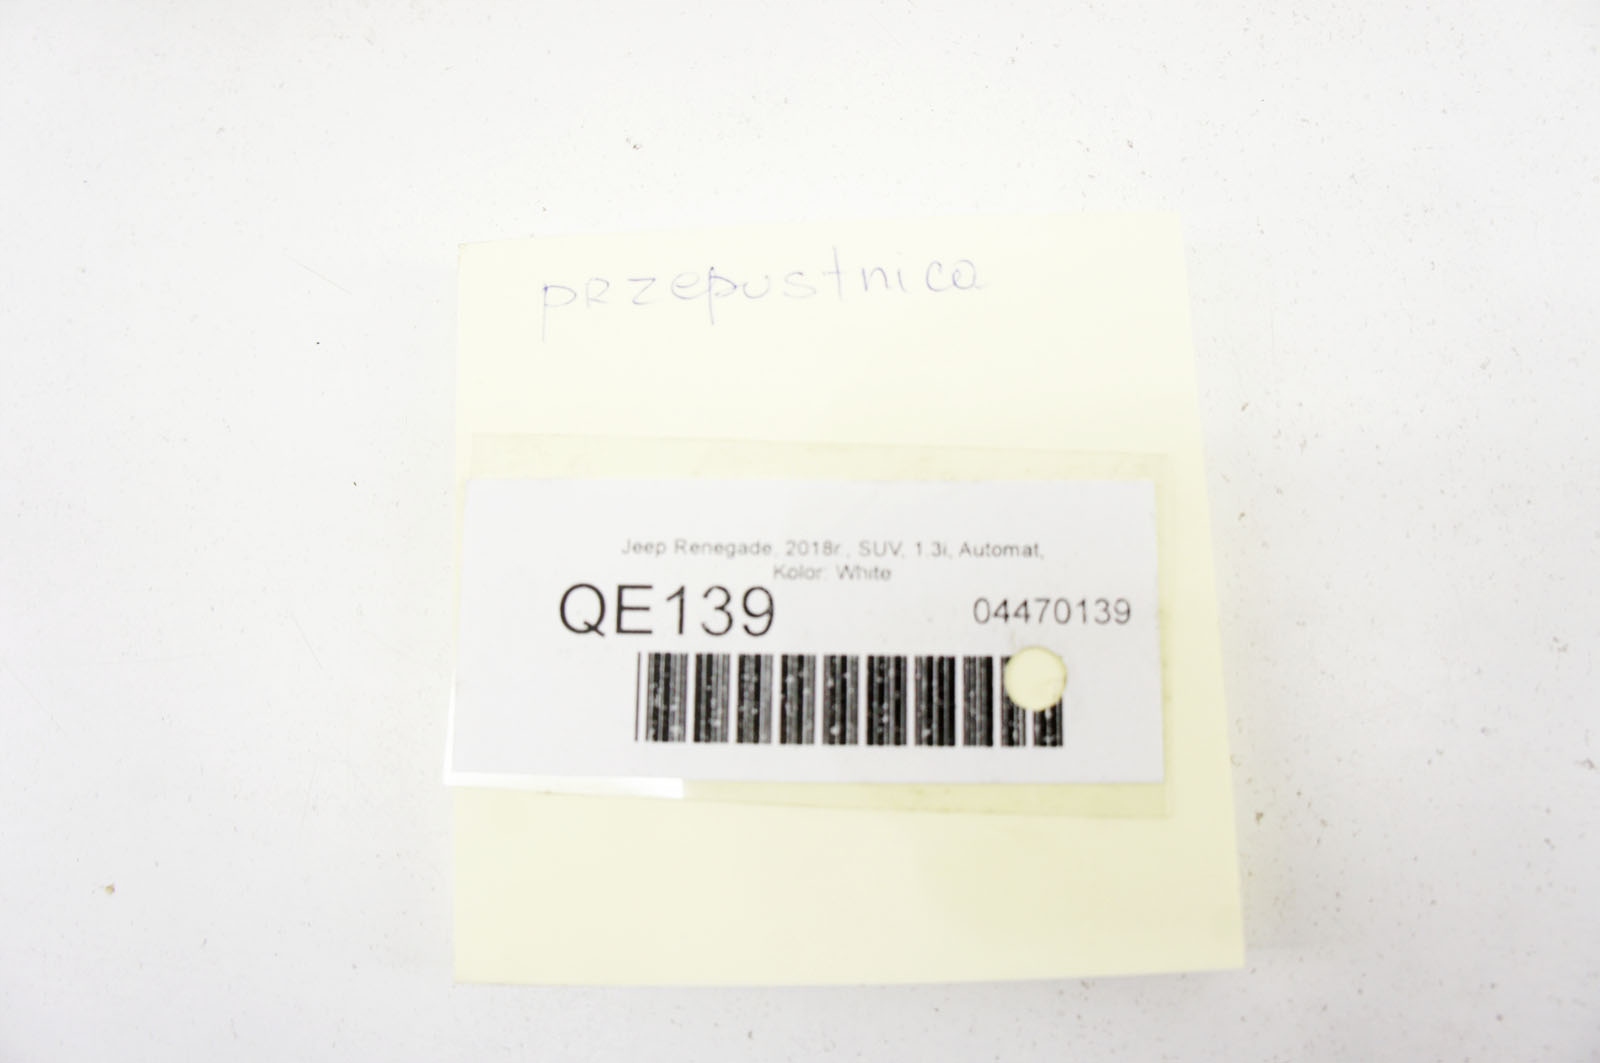 przepustnica
Jeep Renegade, 2018r., SUV, 1.3i, Automat,
Kolor: White
QE139
04470139